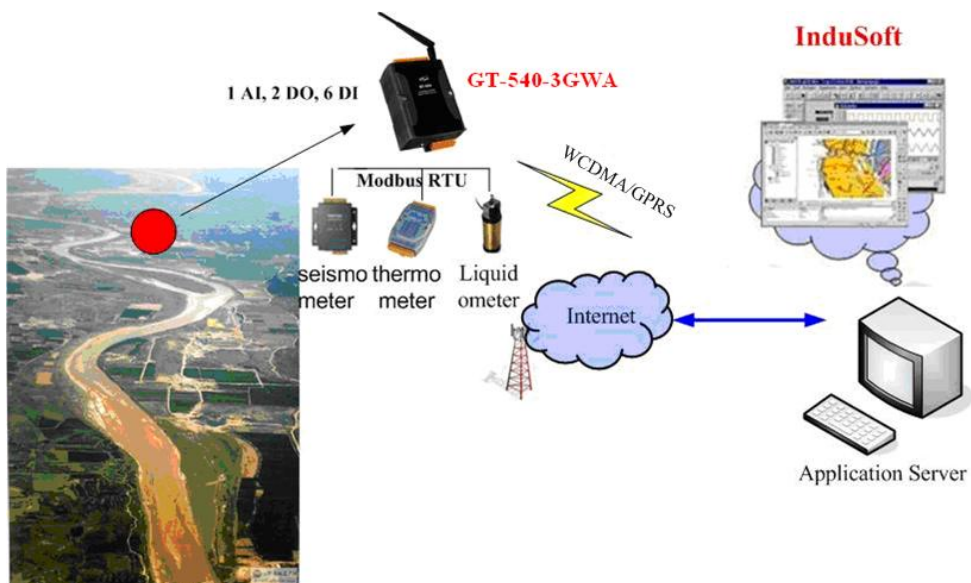 InduSoft
GT-540-3GWA
1 AI, 2 DO, 6 DI
Modbus RTU
WCDMA/GPRS
seismo
meter
thermo
meter
Liquid
ometer
Internet
Application Server